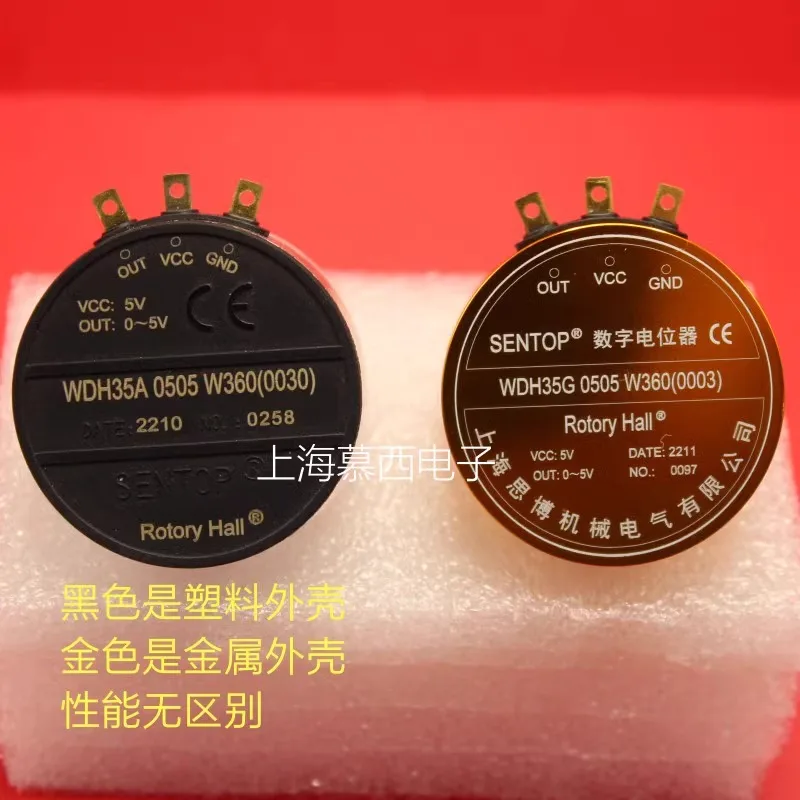 OUT VCC GND
VCC: 5V
OUT: 0~5V
CE
WDH35A 0505 W360(0030)
DATE: 2210 NO.: 0258
SENTOP®
Rotory Hall®
OUT VCC GND
SENTOP® 数字电位器 CE
WDH35G 0505 W360(0003)
Rotory Hall®
VCC: 5V DATE: 2211
OUT: 0~5V NO.: 0097
上海思博机械电气有限公司
上海慕西电子
黑色是塑料外壳
金色是金属外壳
性能无区别